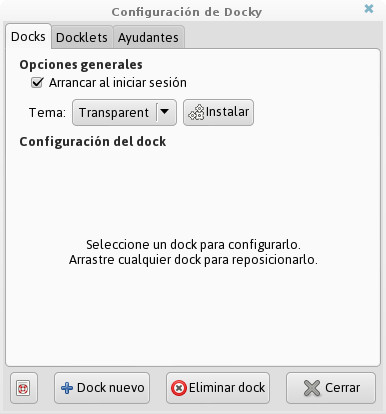 Configuración de Docky
Docks Docklets Ayudantes
Opciones generales
Arrancar al iniciar sesión
Tema: Transparent Instalar
Configuración del dock
Seleccione un dock para configurarlo.
Arrastre cualquier dock para reposicionarlo.
Dock nuevo Eliminar dock Cerrar